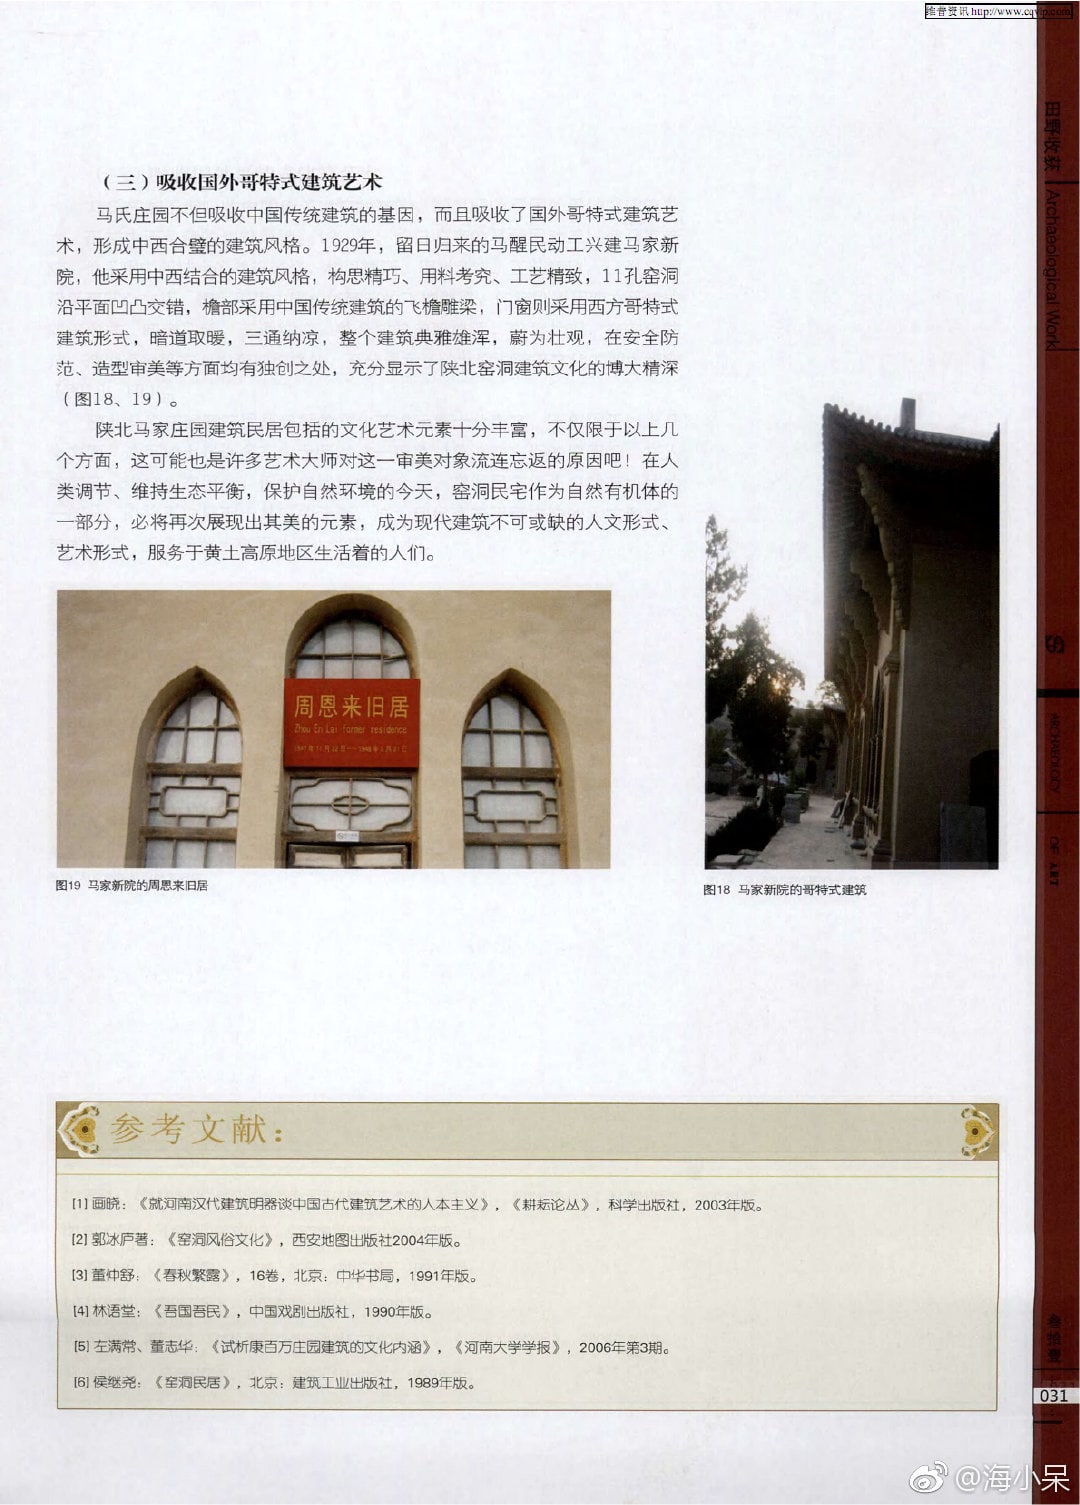 维普资讯 http://www.cqvip.com
田野收获 Archaeological Work
（三）吸收国外哥特式建筑艺术
马氏庄园不但吸收中国传统建筑的基因，而且吸收了国外哥特式建筑艺
术，形成中西合璧的建筑风格。1929年，留日归来的马醒民动工兴建马家新
院，他采用中西结合的建筑风格，构思精巧、用料考究、工艺精致，11孔窑洞
沿平面凹凸交错，檐部采用中国传统建筑的飞檐雕梁，门窗则采用西方哥特式
建筑形式，暗道取暖，三通纳凉，整个建筑典雅雄浑，蔚为壮观，在安全防
范、造型审美等方面均有独创之处，充分显示了陕北窑洞建筑文化的博大精深
（图18、19）。
陕北马家庄园建筑民居包括的文化艺术元素十分丰富，不仅限于以上几
个方面，这可能也是许多艺术大师对这一审美对象流连忘返的原因吧！在人
类调节、维持生态平衡，保护自然环境的今天，窑洞民宅作为自然有机体的
一部分，必将再次展现出其美的元素，成为现代建筑不可或缺的人文形式、
艺术形式，服务于黄土高原地区生活着的人们。
周恩来旧居
Zhou En Lai former residence
图19 马家新院的周恩来旧居
图18 马家新院的哥特式建筑
ARCHAEOLOGY
OF ART
参考文献：
[1] 画晓：《就河南汉代建筑明器谈中国古代建筑艺术的人本主义》，《耕耘论丛》，科学出版社，2003年版。
[2] 郭冰庐著：《窑洞风俗文化》，西安地图出版社2004年版。
[3] 董仲舒：《春秋繁露》，16卷，北京：中华书局，1991年版。
[4] 林语堂：《吾国吾民》，中国戏剧出版社，1990年版。
[5] 左满常、董志华：《试析康百万庄园建筑的文化内涵》，《河南大学学报》，2006年第3期。
[6] 侯继尧：《窑洞民居》，北京：建筑工业出版社，1989年版。
叁拾壹
031
@海小呆